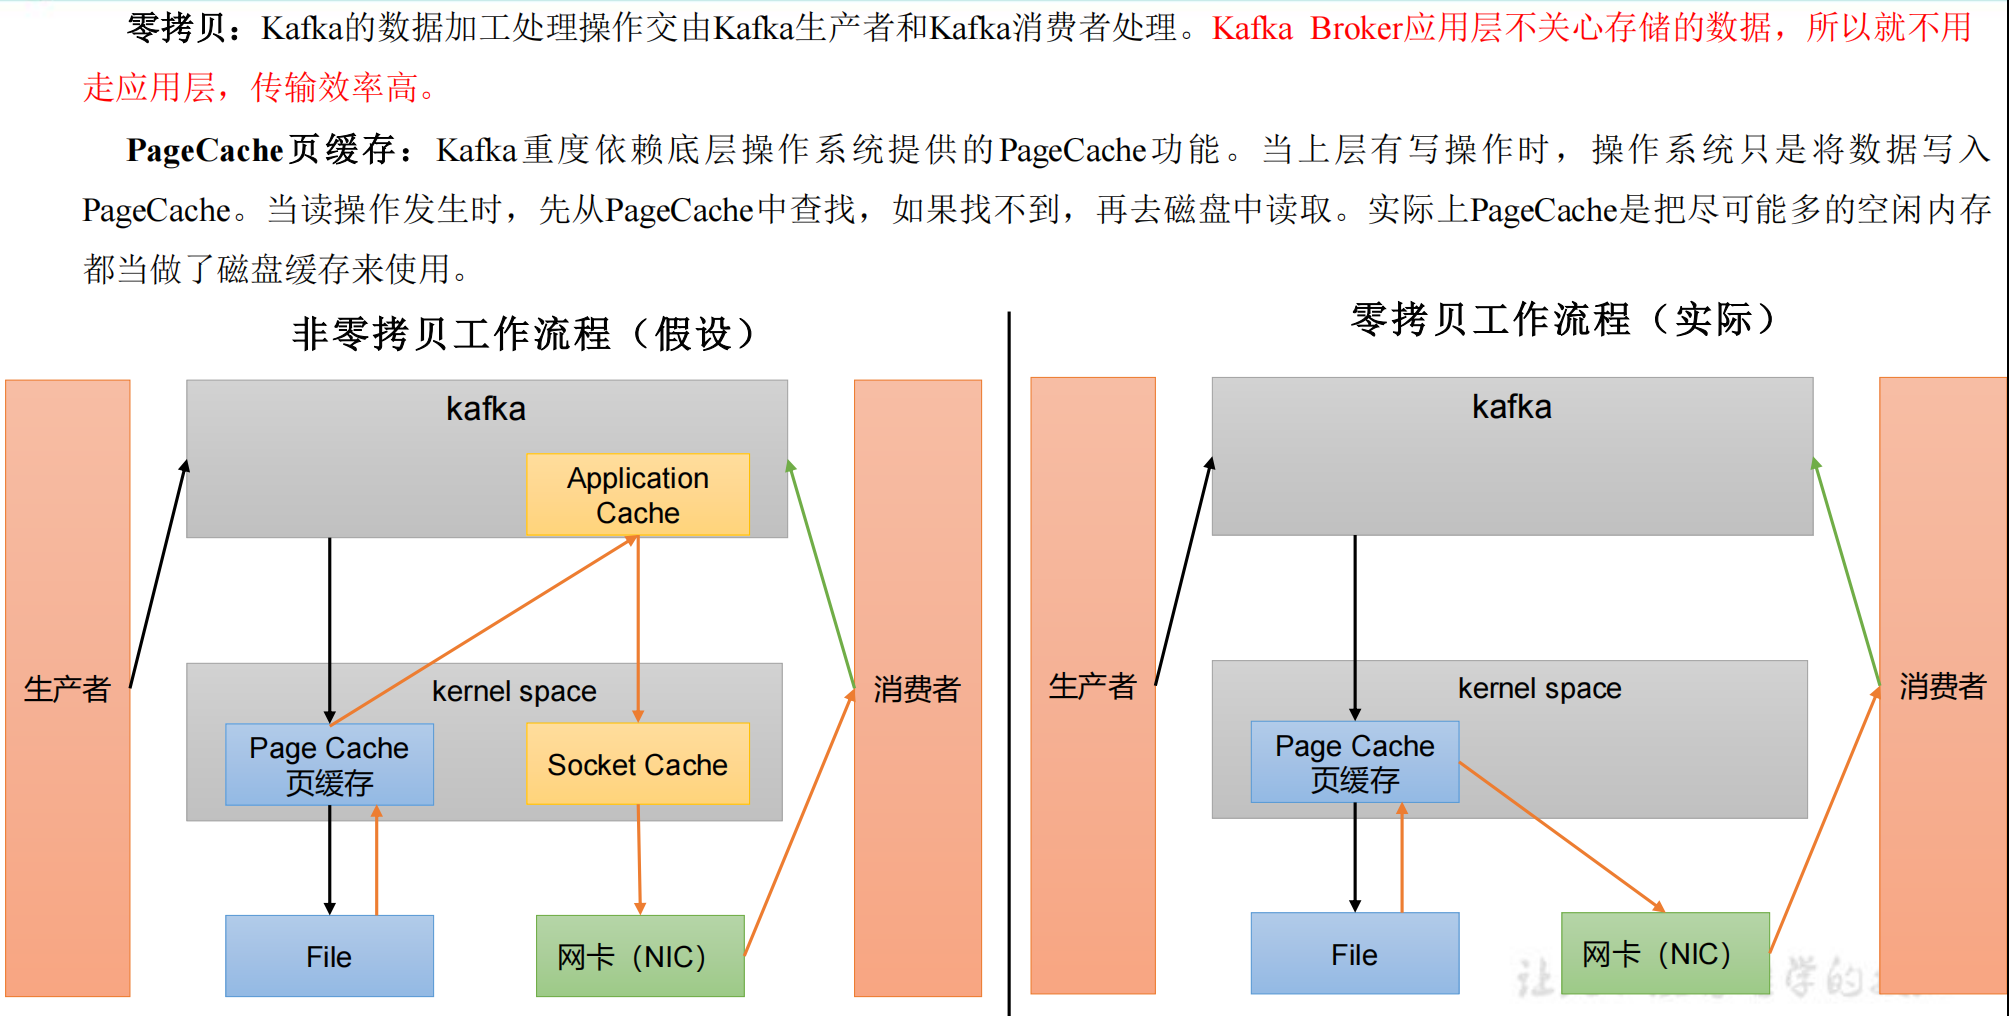 零拷贝：Kafka的数据加工处理操作交由Kafka生产者和Kafka消费者处理。Kafka Broker应用层不关心存储的数据，所以就不用
走应用层，传输效率高。
PageCache页缓存：Kafka重度依赖底层操作系统提供的PageCache功能。当上层有写操作时，操作系统只是将数据写入
PageCache。当读操作发生时，先从PageCache中查找，如果找不到，再去磁盘中读取。实际上PageCache是把尽可能多的空闲内存
都当做了磁盘缓存来使用。
非零拷贝工作流程（假设）
kafka
Application
Cache
生产者
kernel space
消费者
Page Cache
页缓存
Socket Cache
File
网卡（NIC）
零拷贝工作流程（实际）
kafka
生产者
kernel space
消费者
Page Cache
页缓存
File
网卡（NIC）
让
学的